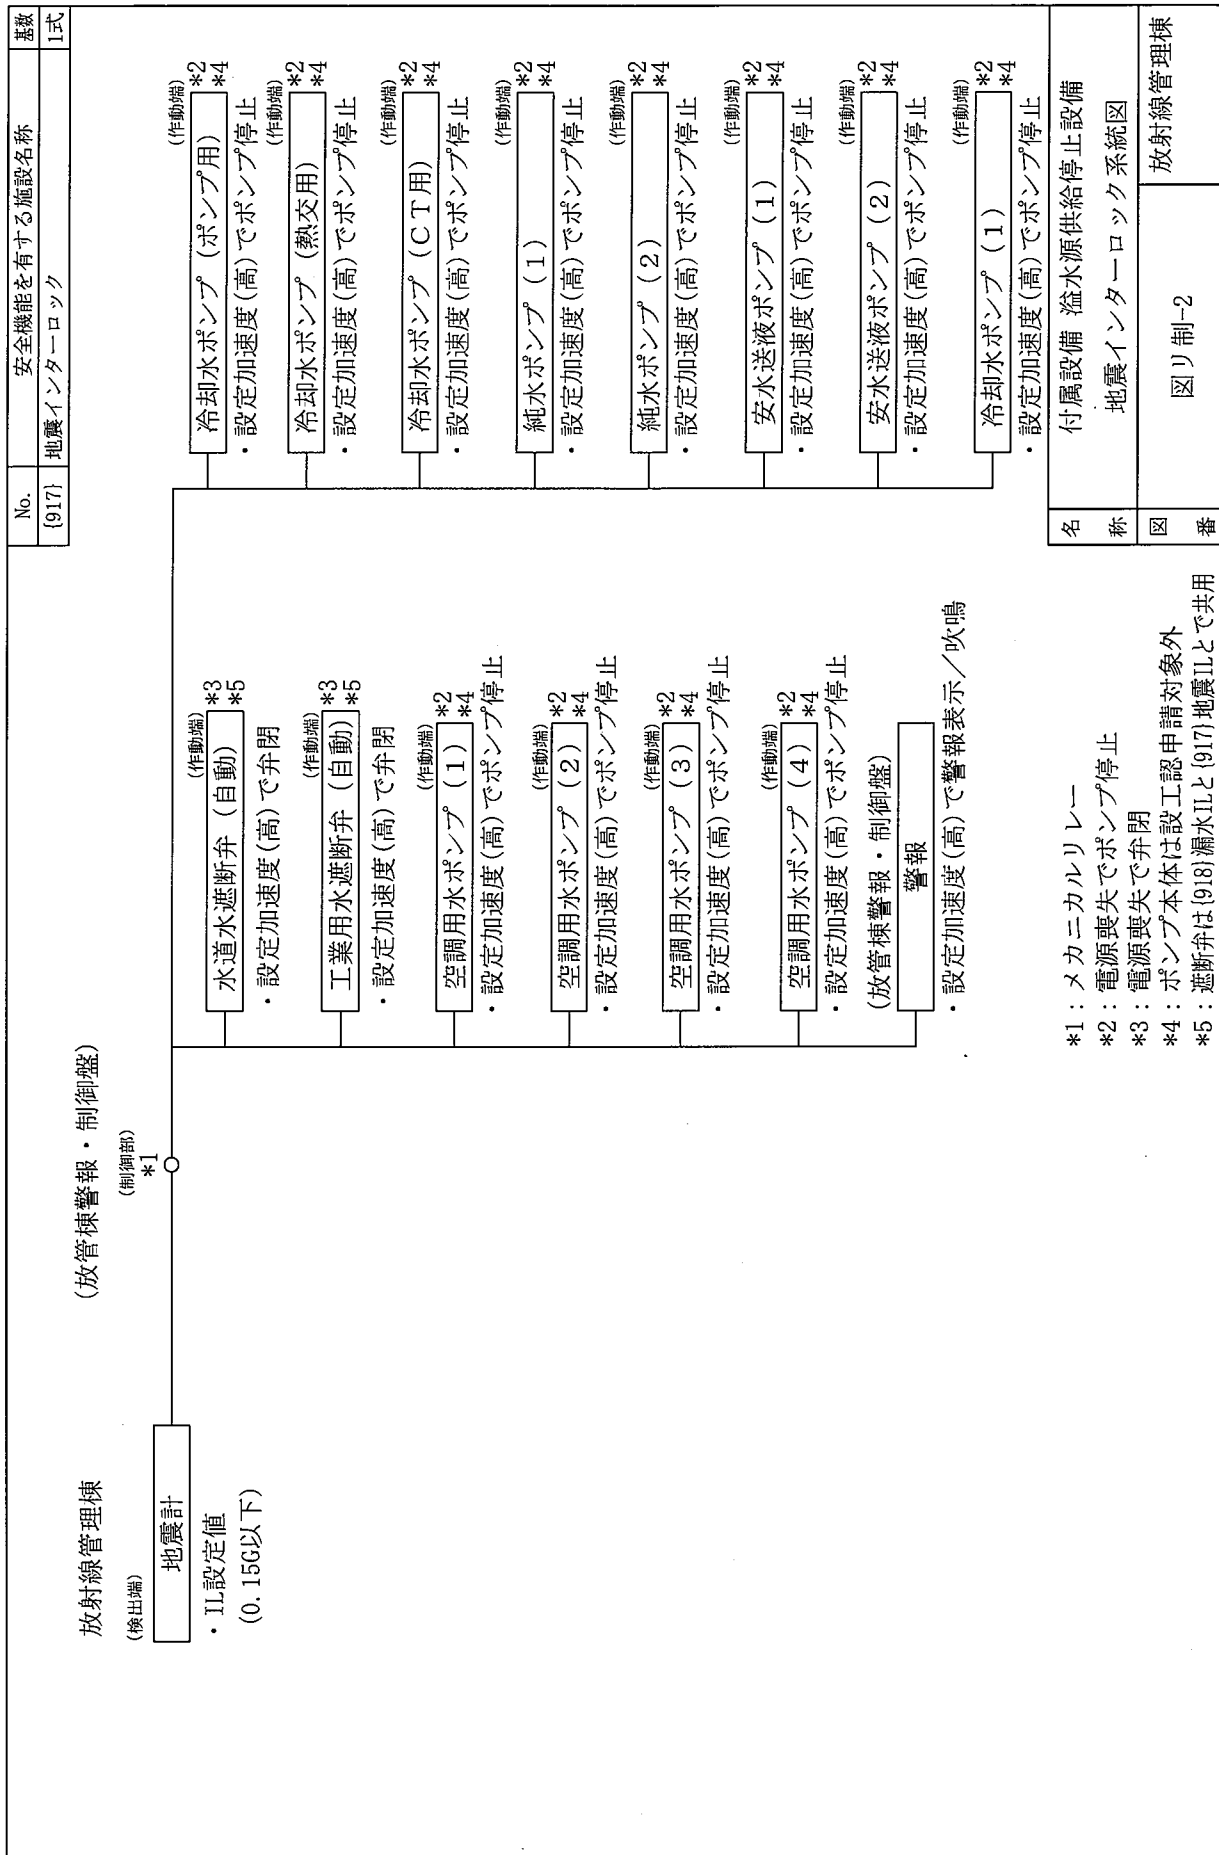 No.
安全機能を有する施設名称
基数
{917}
地震インターロック
1式
放射線管理棟
(放管棟警報・制御盤)
(検出端)
地震計
・IL設定値
(0.15G以下)
(制御部)
*1
(作動端)
水道水遮断弁(自動)
*3
*5
・設定加速度(高)で弁閉
(作動端)
工業用水遮断弁(自動)
*3
*5
・設定加速度(高)で弁閉
(作動端)
空調用水ポンプ(1)
*2
*4
・設定加速度(高)でポンプ停止
(作動端)
空調用水ポンプ(2)
*2
*4
・設定加速度(高)でポンプ停止
(作動端)
空調用水ポンプ(3)
*2
*4
・設定加速度(高)でポンプ停止
(作動端)
空調用水ポンプ(4)
*2
*4
・設定加速度(高)でポンプ停止
(放管棟警報・制御盤)
警報
・設定加速度(高)で警報表示/吹鳴
(作動端)
冷却水ポンプ(ポンプ用)
*2
*4
・設定加速度(高)でポンプ停止
(作動端)
冷却水ポンプ(熱交用)
*2
*4
・設定加速度(高)でポンプ停止
(作動端)
冷却水ポンプ(CT用)
*2
*4
・設定加速度(高)でポンプ停止
(作動端)
純水ポンプ(1)
*2
*4
・設定加速度(高)でポンプ停止
(作動端)
純水ポンプ(2)
*2
*4
・設定加速度(高)でポンプ停止
(作動端)
安水送液ポンプ(1)
*2
*4
・設定加速度(高)でポンプ停止
(作動端)
安水送液ポンプ(2)
*2
*4
・設定加速度(高)でポンプ停止
(作動端)
冷却水ポンプ(1)
*2
*4
・設定加速度(高)でポンプ停止
*1:メカニカルリレー
*2:電源喪失でポンプ停止
*3:電源喪失で弁閉
*4:ポンプ本体は設工認申請対象外
*5:遮断弁は{918}漏水ILと{917}地震ILとで共用
名称
付属設備 溢水源供給停止設備
地震インターロック系統図
図番
図リ制-2
放射線管理棟